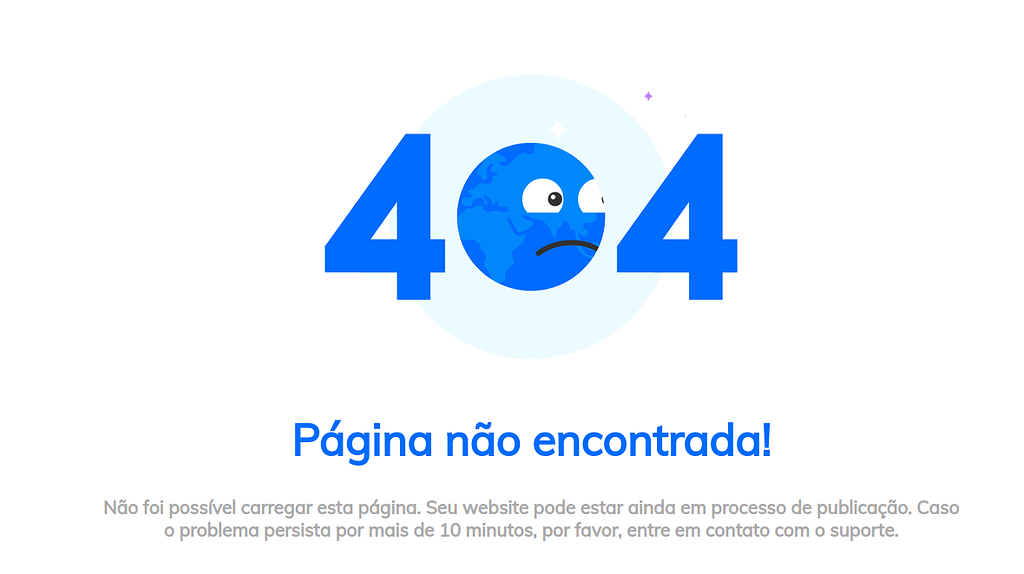 404
Página não encontrada!
Não foi possível carregar esta página. Seu website pode estar ainda em processo de publicação. Caso
o problema persista por mais de 10 minutos, por favor, entre em contato com o suporte.